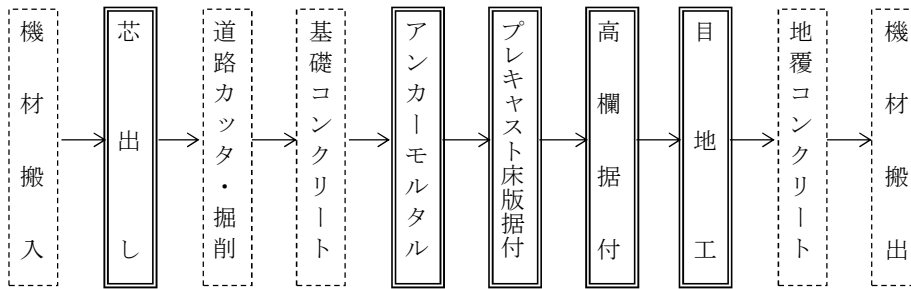 機材搬入
芯出し
道路カッタ・掘削
基礎コンクリート
アンカーモルタル
プレキャスト床版据付
高欄据付
目地工
地覆コンクリート
機材搬出